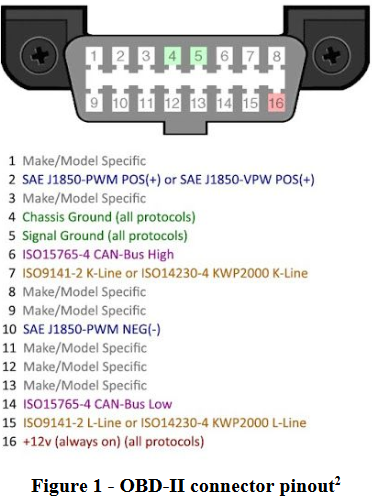 1 2 3 4 5 6 7 8
9 10 11 12 13 14 15 16
1 Make/Model Specific
2 SAE J1850-PWM POS(+) or SAE J1850-VPW POS(+)
3 Make/Model Specific
4 Chassis Ground (all protocols)
5 Signal Ground (all protocols)
6 ISO15765-4 CAN-Bus High
7 ISO9141-2 K-Line or ISO14230-4 KWP2000 K-Line
8 Make/Model Specific
9 Make/Model Specific
10 SAE J1850-PWM NEG(-)
11 Make/Model Specific
12 Make/Model Specific
13 Make/Model Specific
14 ISO15765-4 CAN-Bus Low
15 ISO9141-2 L-Line or ISO14230-4 KWP2000 L-Line
16 +12v (always on) (all protocols)
Figure 1 - OBD-II connector pinout²